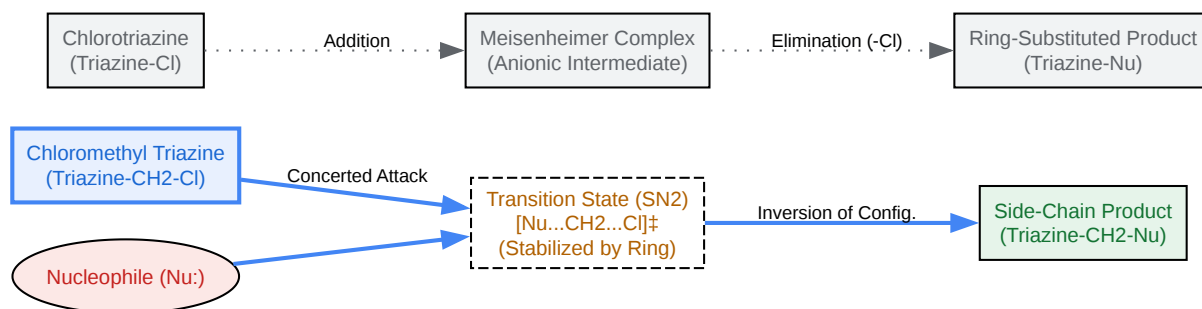 Chlorotriazine
(Triazine-Cl)
Addition
Meisenheimer Complex
(Anionic Intermediate)
Elimination (-Cl)
Ring-Substituted Product
(Triazine-Nu)
Chloromethyl Triazine
(Triazine-CH2-Cl)
Concerted Attack
Transition State (SN2)
[Nu...CH2...Cl]‡
(Stabilized by Ring)
Inversion of Config.
Side-Chain Product
(Triazine-CH2-Nu)
Nucleophile (Nu:)